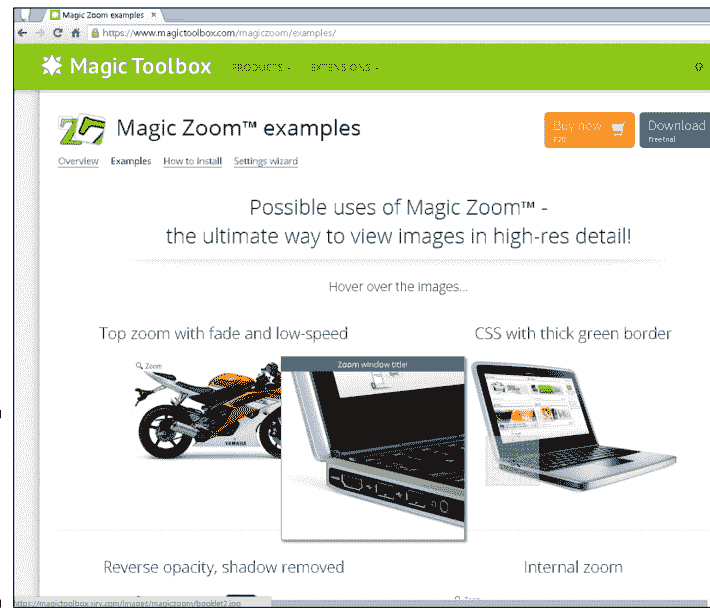 Magic Zoom examples
https://www.magictoolbox.com/magiczoom/examples/
Magic Toolbox
PRODUCTS
EXTENSIONS
Magic Zoom™ examples
Buy now
Download
Free trial
Overview
Examples
How to install
Settings wizard
Possible uses of Magic Zoom™ -
the ultimate way to view images in high-res detail!
Hover over the images...
Top zoom with fade and low-speed
CSS with thick green border
Zoom
Zoom window title!
YAMAHA
Reverse opacity, shadow removed
Internal zoom
Zoom
https://magictoolbox.sirv.com/images/magiczoom/booklet2.jpg